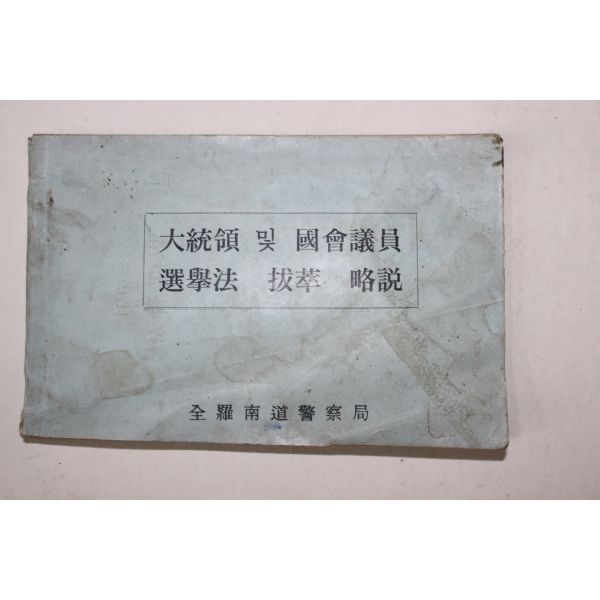 大統領 및 國會議員
選擧法 拔萃 略説
全羅南道警察局